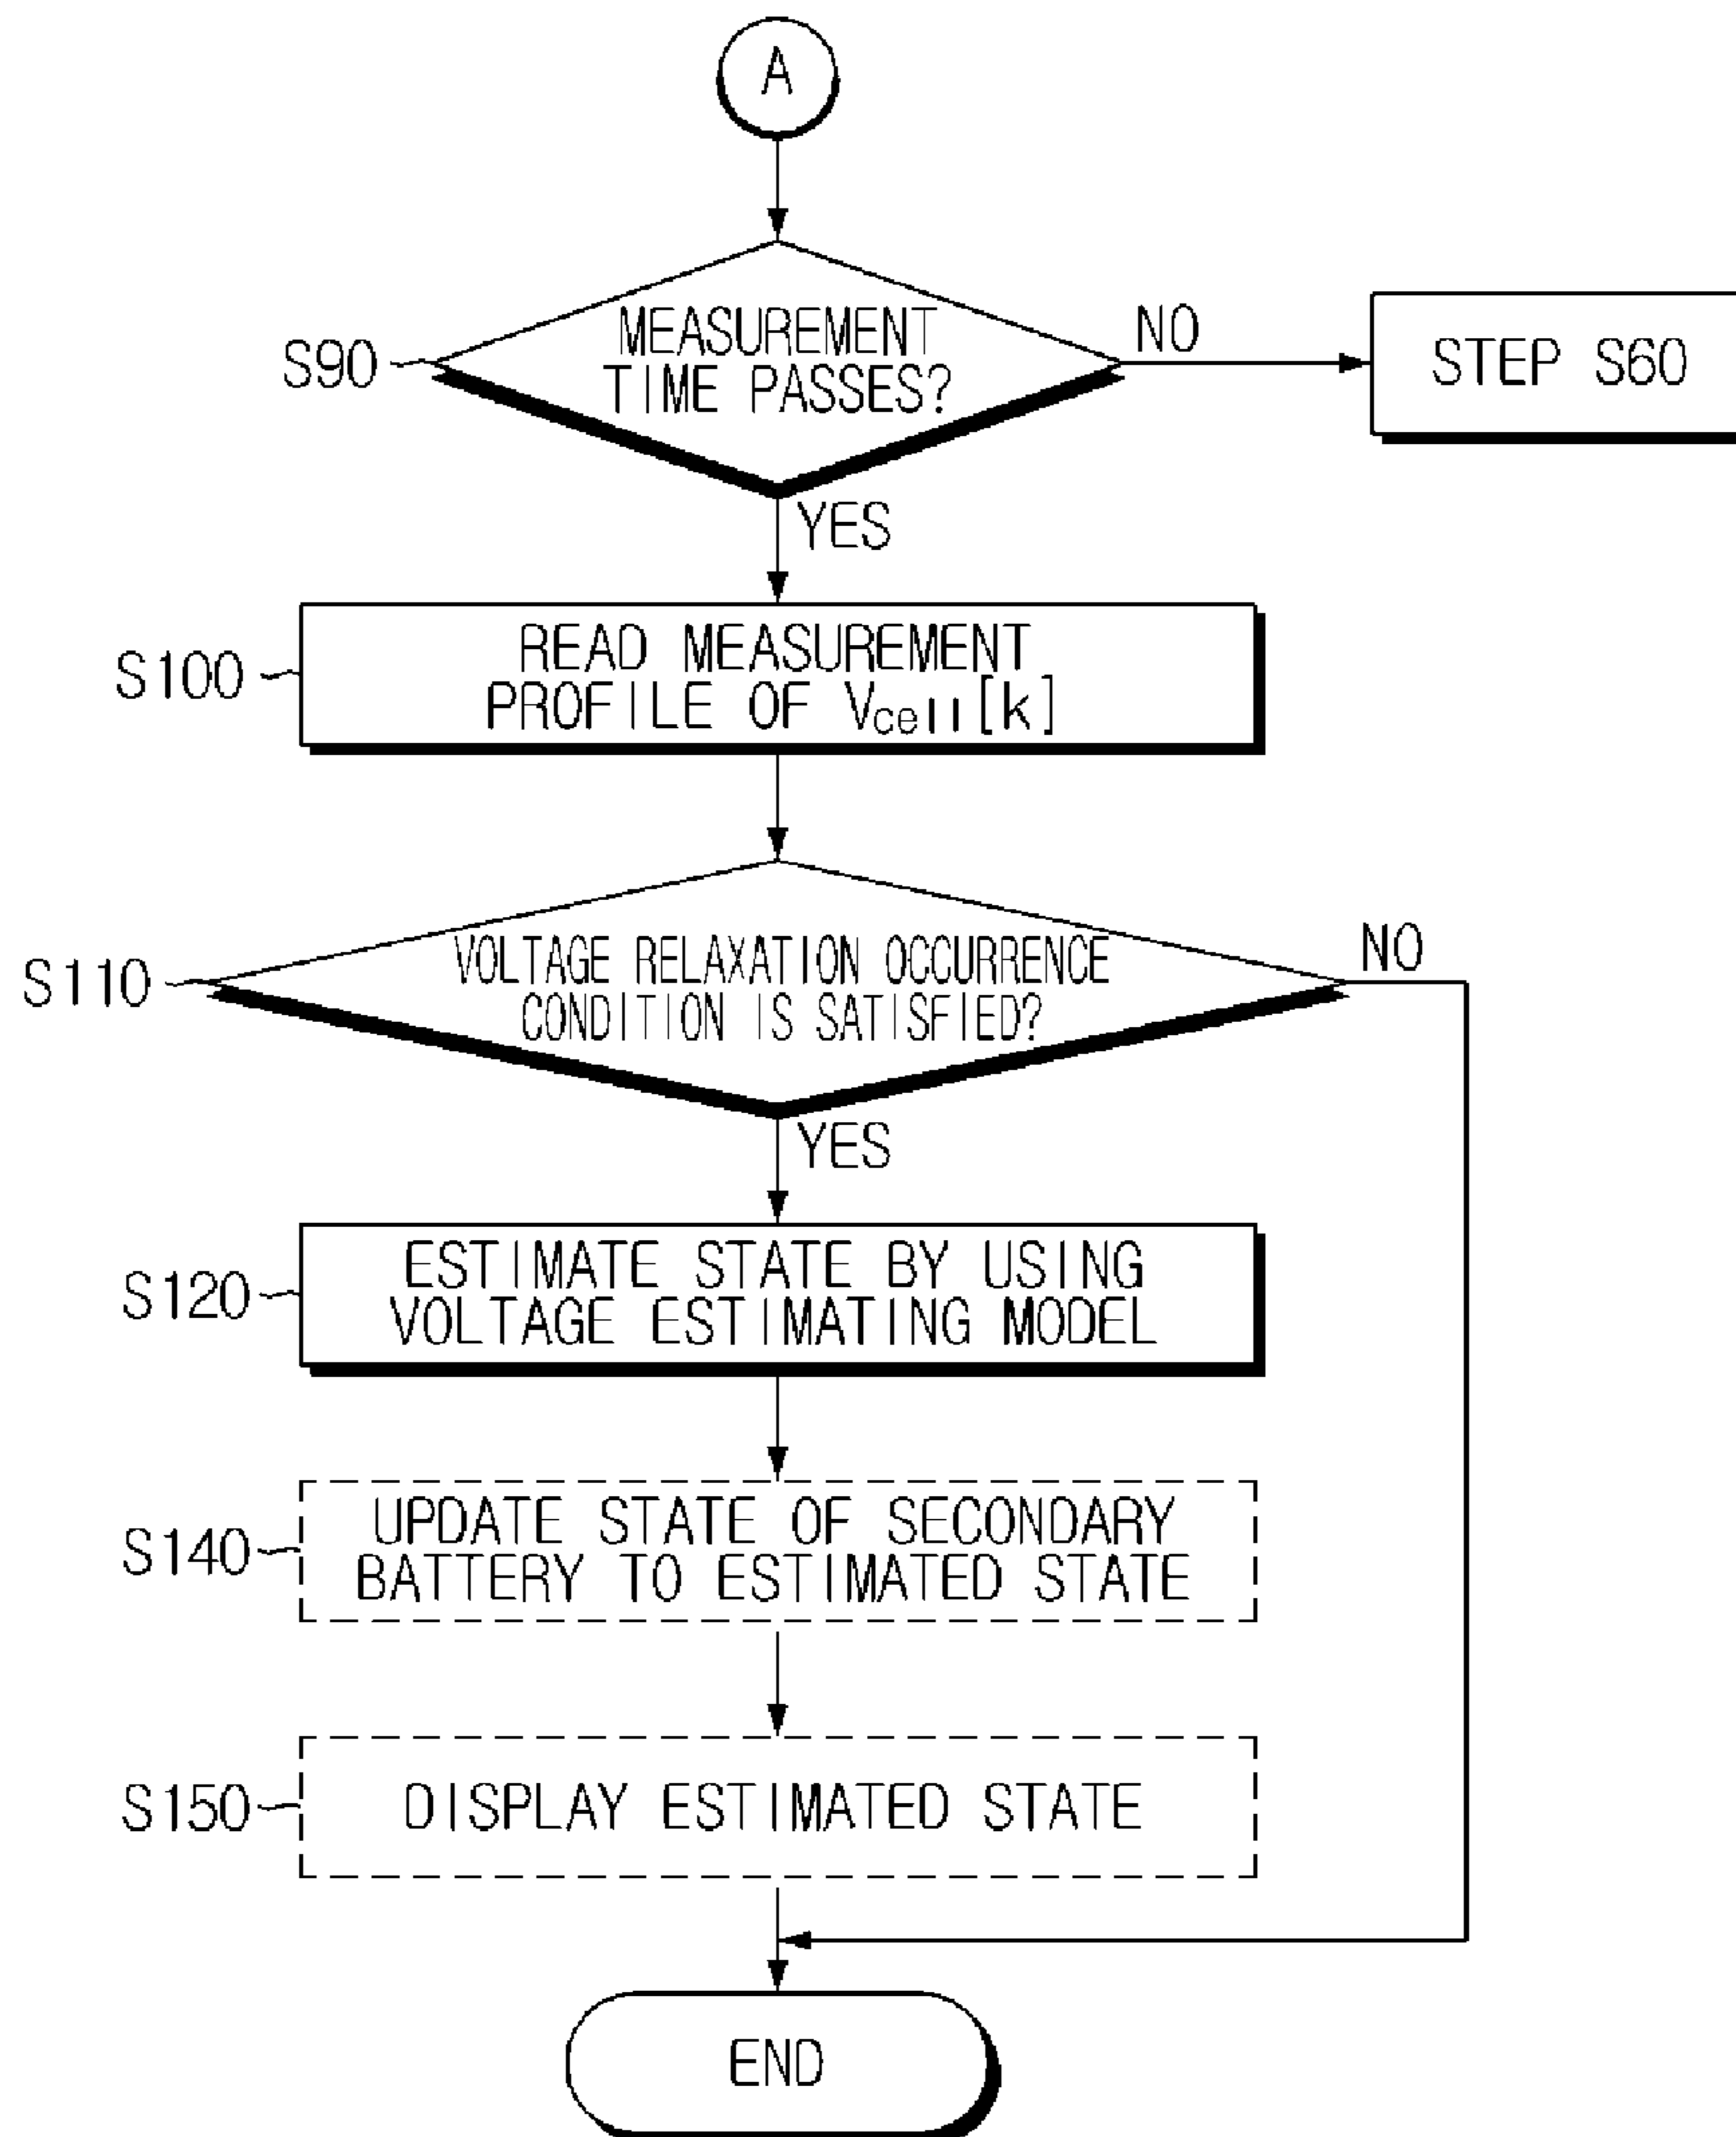 A
S90
MEASUREMENT
TIME PASSES?
NO
STEP S60
YES
S100
READ MEASUREMENT
PROFILE OF Vcell[k]
S110
VOLTAGE RELAXATION OCCURRENCE
CONDITION IS SATISFIED?
NO
YES
S120
ESTIMATE STATE BY USING
VOLTAGE ESTIMATING MODEL
S140
UPDATE STATE OF SECONDARY
BATTERY TO ESTIMATED STATE
S150
DISPLAY ESTIMATED STATE
END